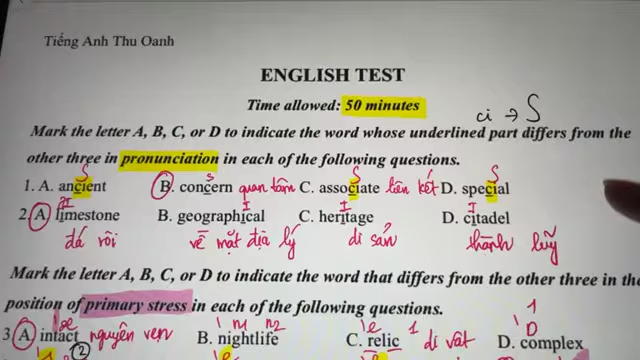 Tiếng Anh Thu Oanh
ENGLISH TEST
Time allowed: 50 minutes
ci → ʃ
Mark the letter A, B, C, or D to indicate the word whose underlined part differs from the
other three in pronunciation in each of the following questions.
ʃ s ʃ ʃ
1. A. ancient B. concern quan tâm C. associate liên kết D. special
aɪ ɪ ɪ ɪ
2. A limestone B. geographical C. heritage D. citadel
đá vôi về mặt địa lý di sản thành luỹ
Mark the letter A, B, C, or D to indicate the word that differs from the other three in the
position of primary stress in each of the following questions.
3 A intact nguyên vẹn B. nightlife C. relic di vật D. complex